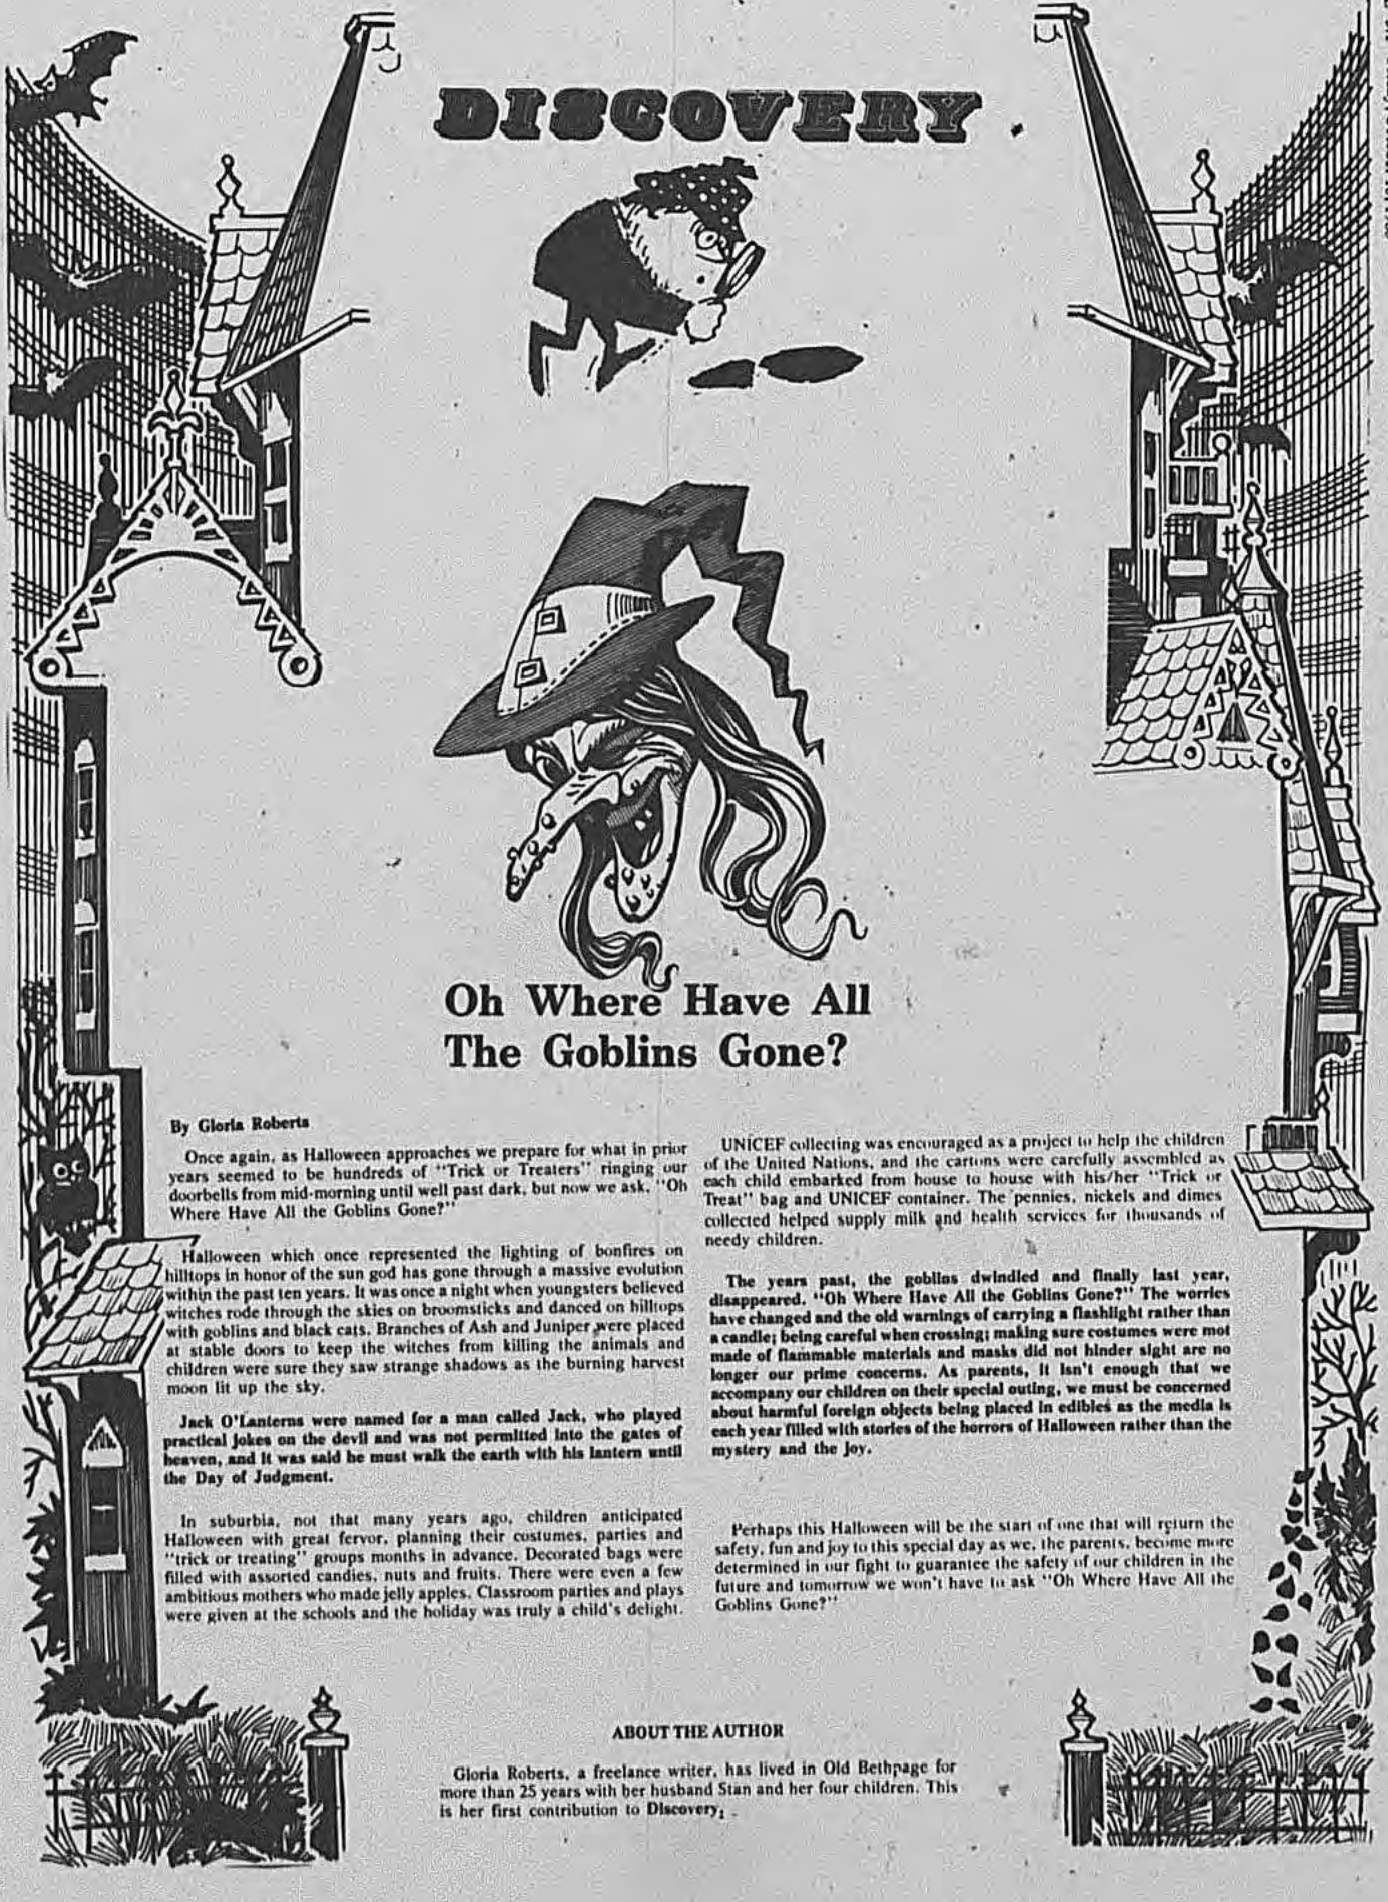 DISCOVERY
Oh Where Have All
The Goblins Gone?
By Gloria Roberts
Once again, as Halloween approaches we prepare for what in prior
years seemed to be hundreds of "Trick or Treaters" ringing our
doorbells from mid-morning until well past dark, but now we ask, "Oh
Where Have All the Goblins Gone?"
Halloween which once represented the lighting of bonfires on
hilltops in honor of the sun god has gone through a massive evolution
within the past ten years. It was once a night when youngsters believed
witches rode through the skies on broomsticks and danced on hilltops
with goblins and black cats. Branches of Ash and Juniper were placed
at stable doors to keep the witches from killing the animals and
children were sure they saw strange shadows as the burning harvest
moon lit up the sky.
Jack O'Lanterns were named for a man called Jack, who played
practical jokes on the devil and was not permitted into the gates of
heaven, and it was said he must walk the earth with his lantern until
the Day of Judgment.
In suburbia, not that many years ago, children anticipated
Halloween with great fervor, planning their costumes, parties and
"trick or treating" groups months in advance. Decorated bags were
filled with assorted candies, nuts and fruits. There were even a few
ambitious mothers who made jelly apples. Classroom parties and plays
were given at the schools and the holiday was truly a child's delight.
UNICEF collecting was encouraged as a project to help the children
of the United Nations, and the cartons were carefully assembled as
each child embarked from house to house with his/her "Trick or
Treat" bag and UNICEF container. The pennies, nickels and dimes
collected helped supply milk and health services for thousands of
needy children.
The years past, the goblins dwindled and finally last year,
disappeared. "Oh Where Have All the Goblins Gone?" The worries
have changed and the old warnings of carrying a flashlight rather than
a candle; being careful when crossing; making sure costumes were mot
made of flammable materials and masks did not hinder sight are no
longer our prime concerns. As parents, it isn't enough that we
accompany our children on their special outing, we must be concerned
about harmful foreign objects being placed in edibles as the media is
each year filled with stories of the horrors of Halloween rather than the
mystery and the joy.
Perhaps this Halloween will be the start of one that will return the
safety, fun and joy to this special day as we, the parents, become more
determined in our fight to guarantee the safety of our children in the
future and tomorrow we won't have to ask "Oh Where Have All the
Goblins Gone?"
ABOUT THE AUTHOR
Gloria Roberts, a freelance writer, has lived in Old Bethpage for
more than 25 years with her husband Stan and her four children. This
is her first contribution to Discovery.